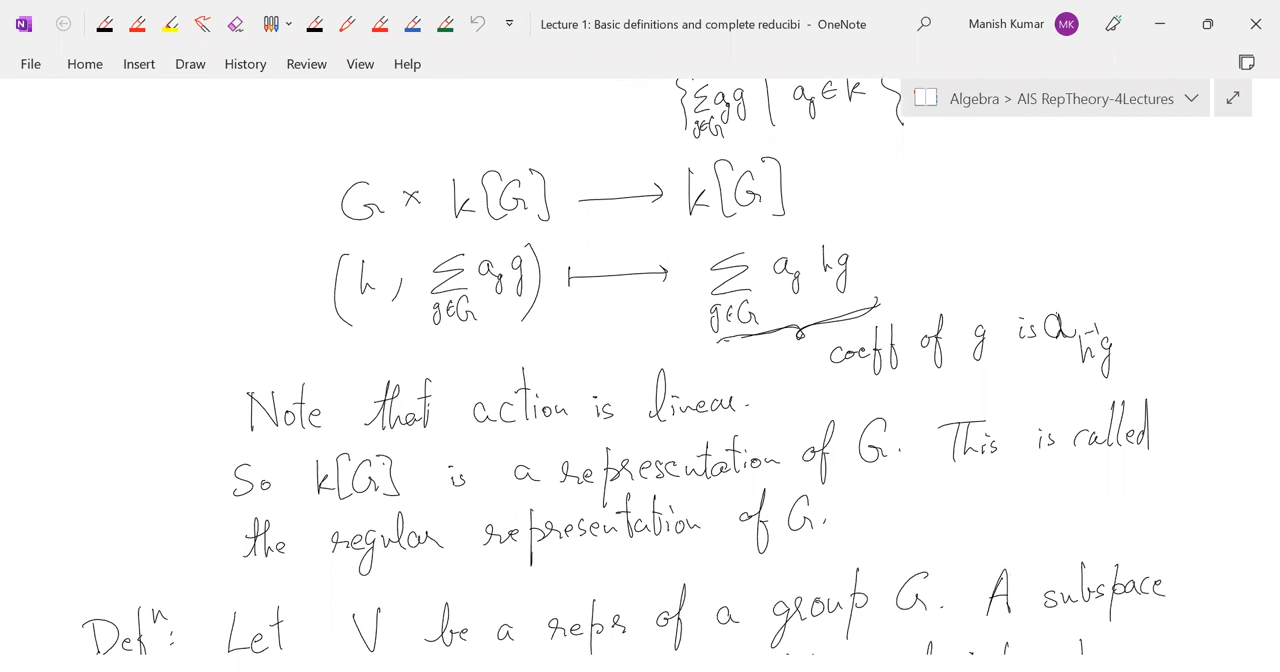 Lecture 1: Basic definitions and complete reducibi - OneNote
Manish Kumar MK
File Home Insert Draw History Review View Help
Algebra > AIS RepTheory-4Lectures
{ ∑_{g∈G} a_g g | a_g ∈ k }
G × k[G] ⟶ k[G]
(h, ∑_{g∈G} a_g g) ⟼ ∑_{g∈G} a_g hg
coeff of g is a_{h^{-1}g}
Note that action is linear.
So k[G] is a representation of G. This is called
the regular representation of G.
Defⁿ: Let V be a repr of a group G. A subspace